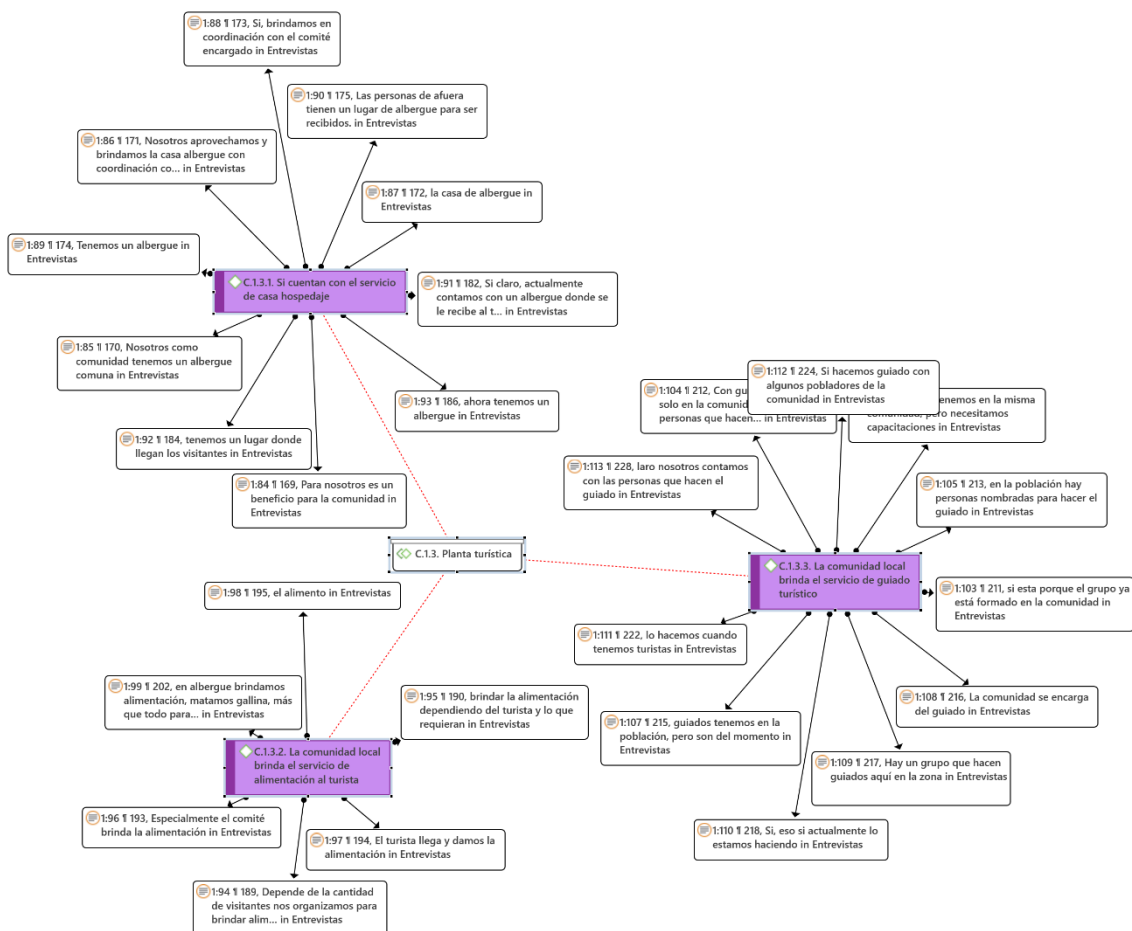 1:88 ¶ 173, Si, brindamos en
coordinación con el comité
encargado in Entrevistas
1:90 ¶ 175, Las personas de afuera
tienen un lugar de albergue para ser
recibidos. in Entrevistas
1:86 ¶ 171, Nosotros aprovechamos y
brindamos la casa albergue con
coordinación co... in Entrevistas
1:87 ¶ 172, la casa de albergue in
Entrevistas
1:89 ¶ 174, Tenemos un albergue in
Entrevistas
C.1.3.1. Si cuentan con el servicio
de casa hospedaje
1:91 ¶ 182, Si claro, actualmente
contamos con un albergue donde se
le recibe al t... in Entrevistas
1:85 ¶ 170, Nosotros como
comunidad tenemos un albergue
comuna in Entrevistas
1:93 ¶ 186, ahora tenemos un
albergue in Entrevistas
1:92 ¶ 184, tenemos un lugar donde
llegan los visitantes in Entrevistas
1:84 ¶ 169, Para nosotros es un
beneficio para la comunidad in
Entrevistas
1:112 ¶ 224, Si hacemos guiado con
algunos pobladores de la
comunidad in Entrevistas
1:104 ¶ 212, Con
solo en la
personas que hacen... in Entrevistas
en la misma
pero necesitamos
capacitaciones in Entrevistas
1:113 ¶ 228, laro nosotros contamos
con las personas que hacen el
guiado in Entrevistas
1:105 ¶ 213, en la población hay
personas nombradas para hacer el
guiado in Entrevistas
C.1.3. Planta turística
C.1.3.3. La comunidad local
brinda el servicio de guiado
turístico
1:103 ¶ 211, si esta porque el grupo ya
está formado en la comunidad in
Entrevistas
1:98 ¶ 195, el alimento in Entrevistas
1:111 ¶ 222, lo hacemos cuando
tenemos turistas in Entrevistas
1:99 ¶ 202, en albergue brindamos
alimentación, matamos gallina, más
que todo para... in Entrevistas
1:95 ¶ 190, brindar la alimentación
dependiendo del turista y lo que
requieran in Entrevistas
1:108 ¶ 216, La comunidad se encarga
del guiado in Entrevistas
1:107 ¶ 215, guiados tenemos en la
población, pero son del momento in
Entrevistas
C.1.3.2. La comunidad local
brinda el servicio de
alimentación al turista
1:109 ¶ 217, Hay un grupo que hacen
guiados aquí en la zona in Entrevistas
1:96 ¶ 193, Especialmente el comité
brinda la alimentación in Entrevistas
1:97 ¶ 194, El turista llega y damos la
alimentación in Entrevistas
1:110 ¶ 218, Si, eso si actualmente lo
estamos haciendo in Entrevistas
1:94 ¶ 189, Depende de la cantidad
de visitantes nos organizamos para
brindar alim... in Entrevistas